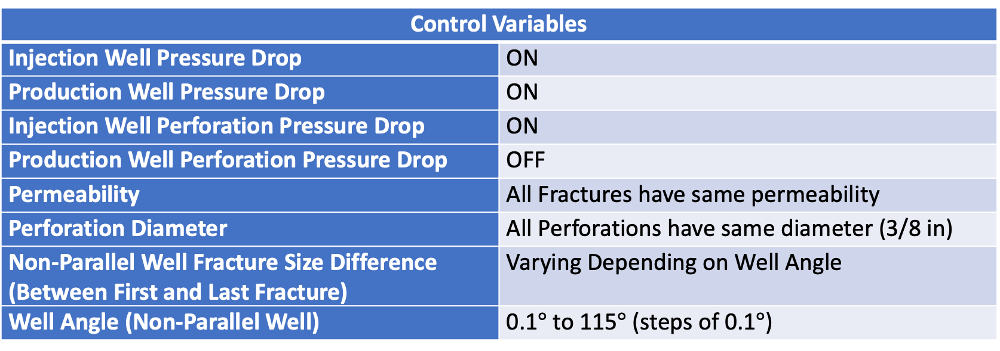 Control Variables
Injection Well Pressure Drop ON
Production Well Pressure Drop ON
Injection Well Perforation Pressure Drop ON
Production Well Perforation Pressure Drop OFF
Permeability All Fractures have same permeability
Perforation Diameter All Perforations have same diameter (3/8 in)
Non-Parallel Well Fracture Size Difference Varying Depending on Well Angle
(Between First and Last Fracture)
Well Angle (Non-Parallel Well) 0.1° to 115° (steps of 0.1°)